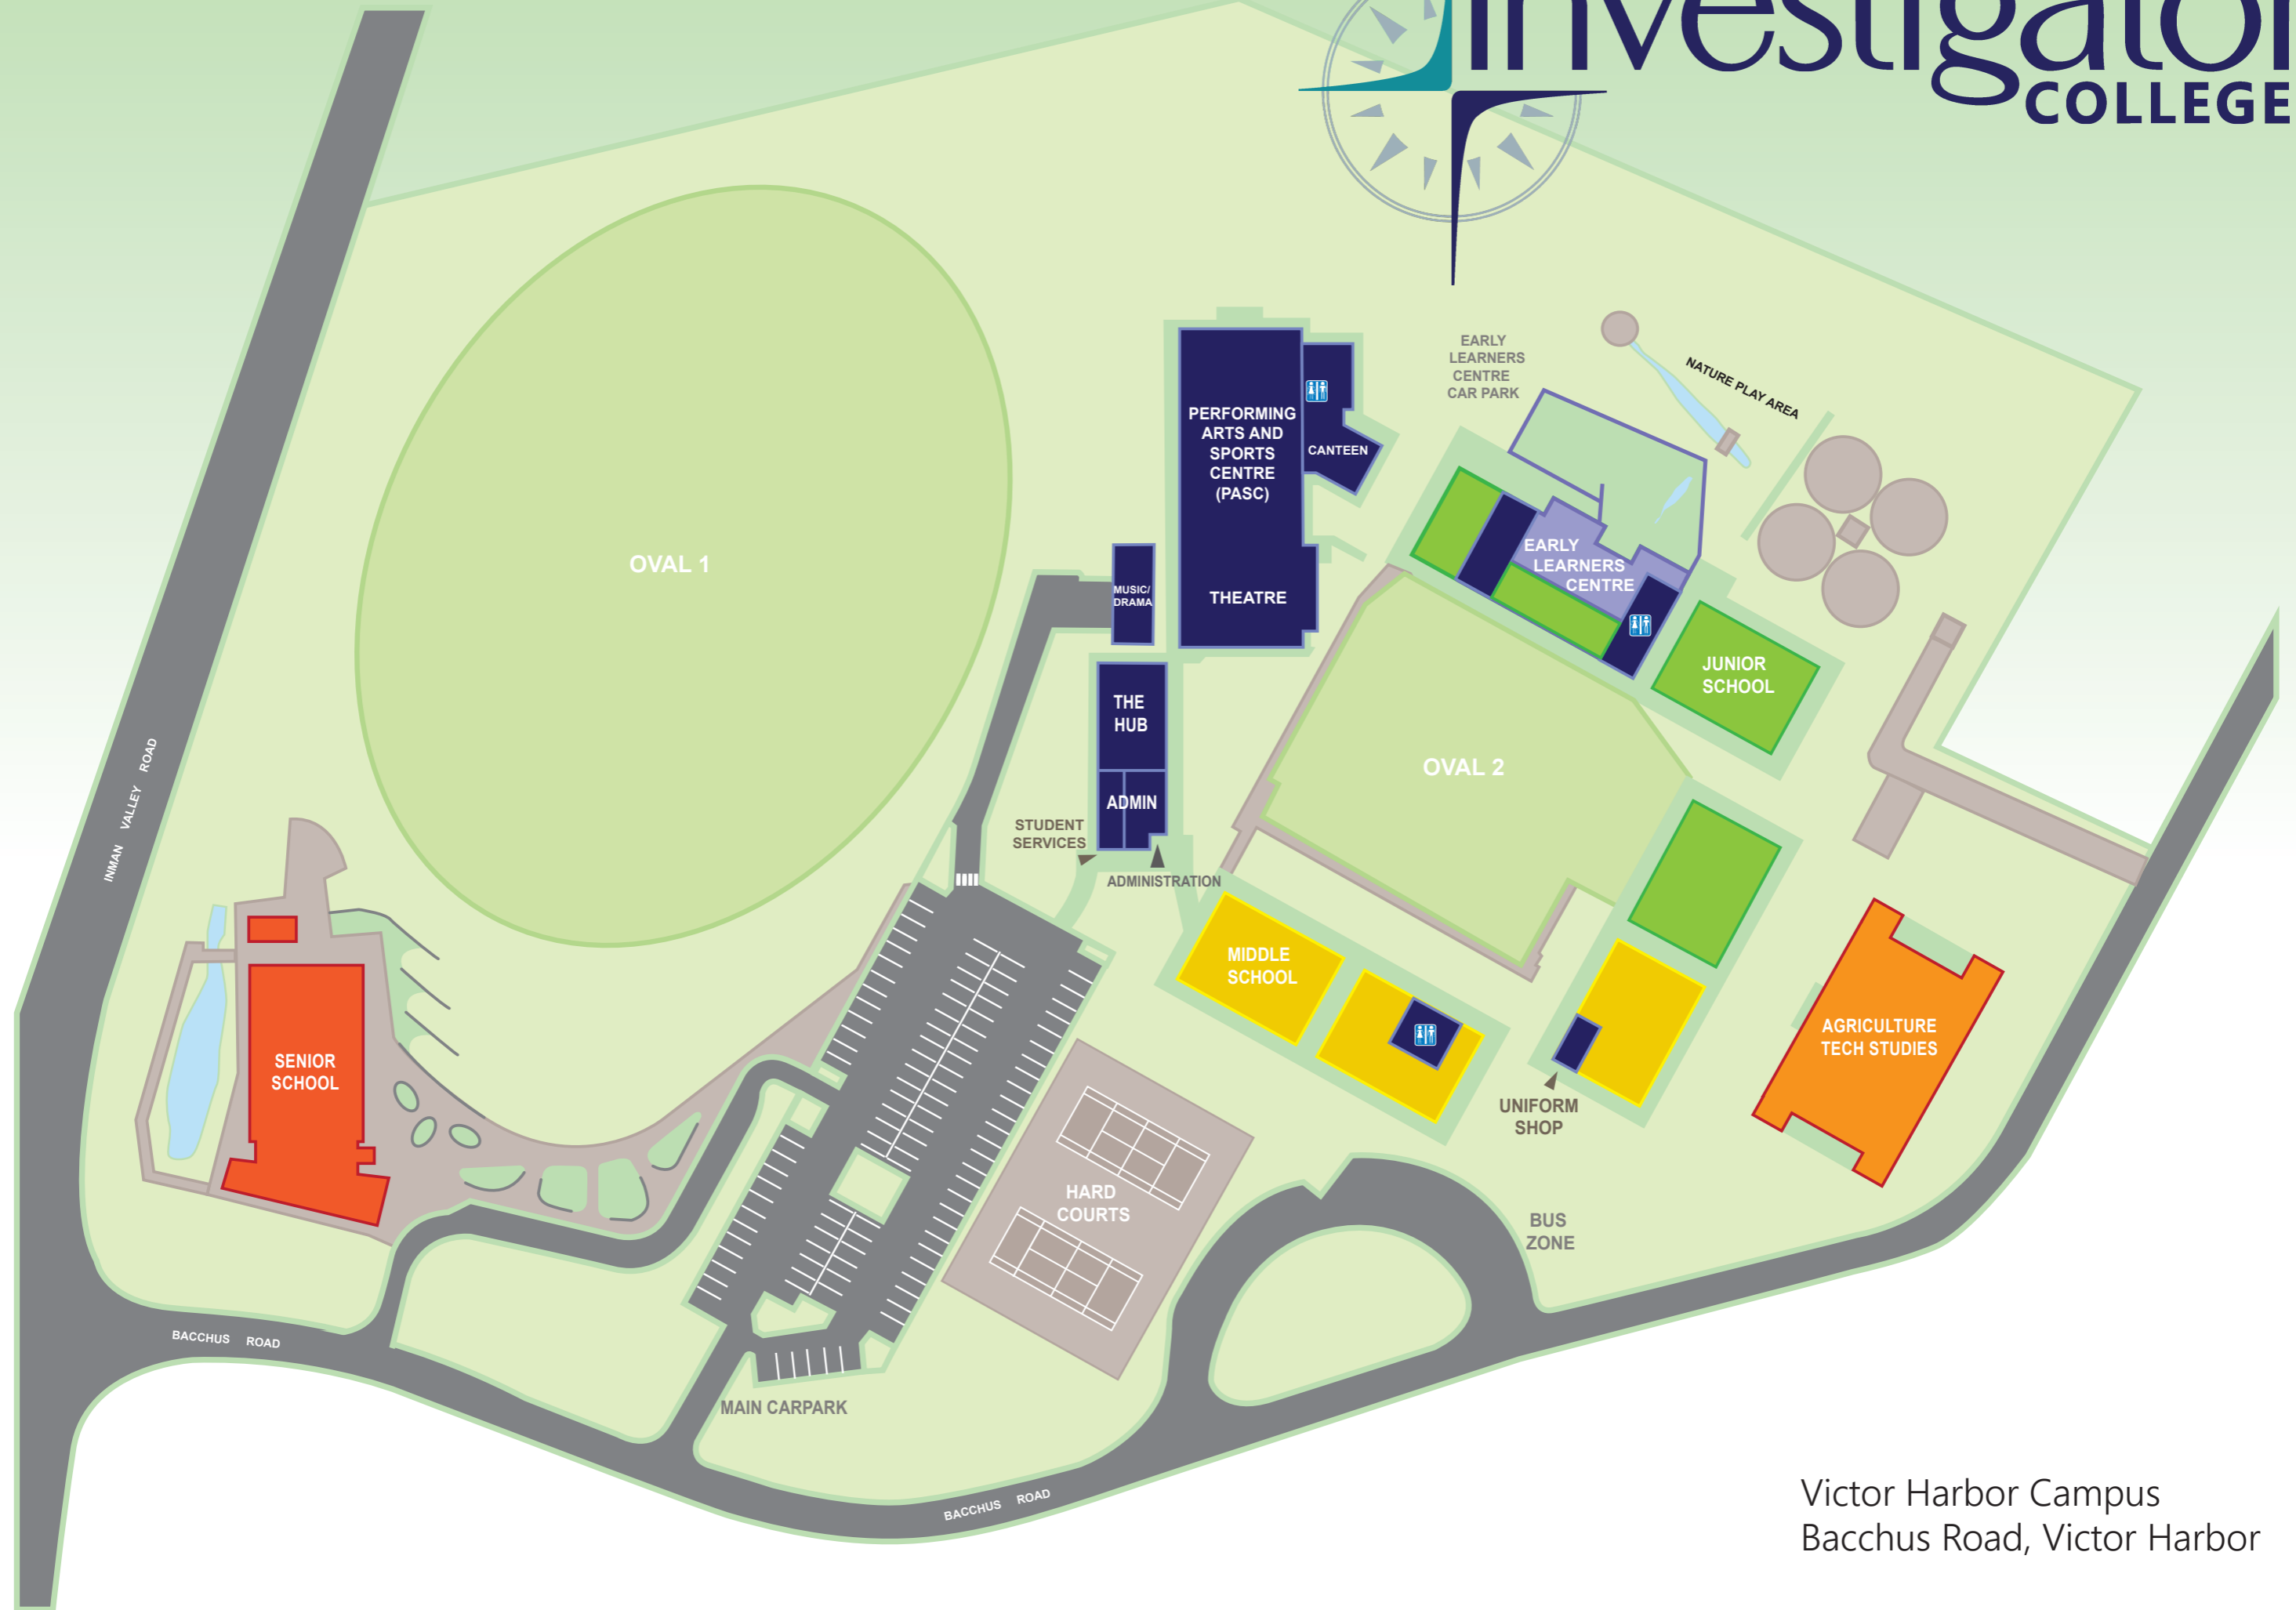 investigator
COLLEGE
EARLY
LEARNERS
CENTRE
CAR PARK
NATURE PLAY AREA
PERFORMING
ARTS AND
SPORTS
CENTRE
(PASC)
CANTEEN
THEATRE
OVAL 1
MUSIC/
DRAMA
EARLY
LEARNERS
CENTRE
JUNIOR
SCHOOL
THE
HUB
ADMIN
OVAL 2
INMAN VALLEY ROAD
STUDENT
SERVICES
ADMINISTRATION
MIDDLE
SCHOOL
AGRICULTURE
TECH STUDIES
SENIOR
SCHOOL
UNIFORM
SHOP
HARD
COURTS
BUS
ZONE
BACCHUS ROAD
MAIN CARPARK
BACCHUS ROAD
Victor Harbor Campus
Bacchus Road, Victor Harbor